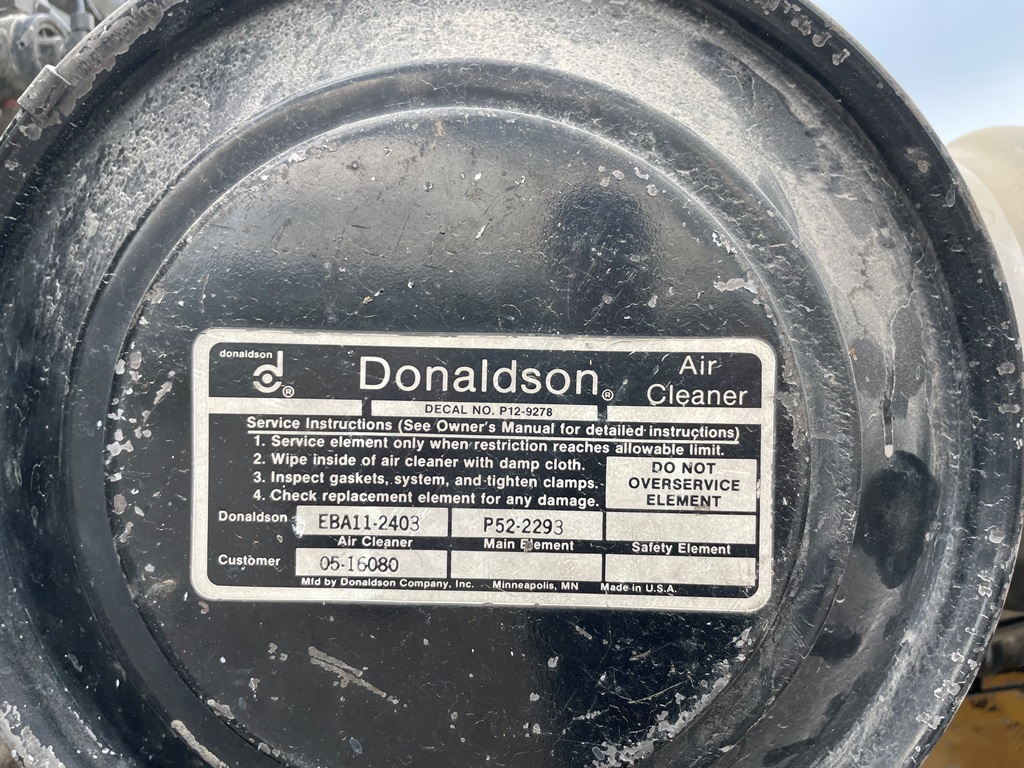 donaldson
Donaldson® Air
Cleaner
DECAL NO. P12-9278
Service Instructions (See Owner's Manual for detailed instructions)
1. Service element only when restriction reaches allowable limit.
2. Wipe inside of air cleaner with damp cloth.
3. Inspect gaskets, system, and tighten clamps.
4. Check replacement element for any damage.
DO NOT
OVERSERVICE
ELEMENT
Donaldson EBA11-2403 P52-2293
Air Cleaner Main Element Safety Element
Customer 05-16080
Mfd by Donaldson Company, Inc. Minneapolis, MN Made in U.S.A.